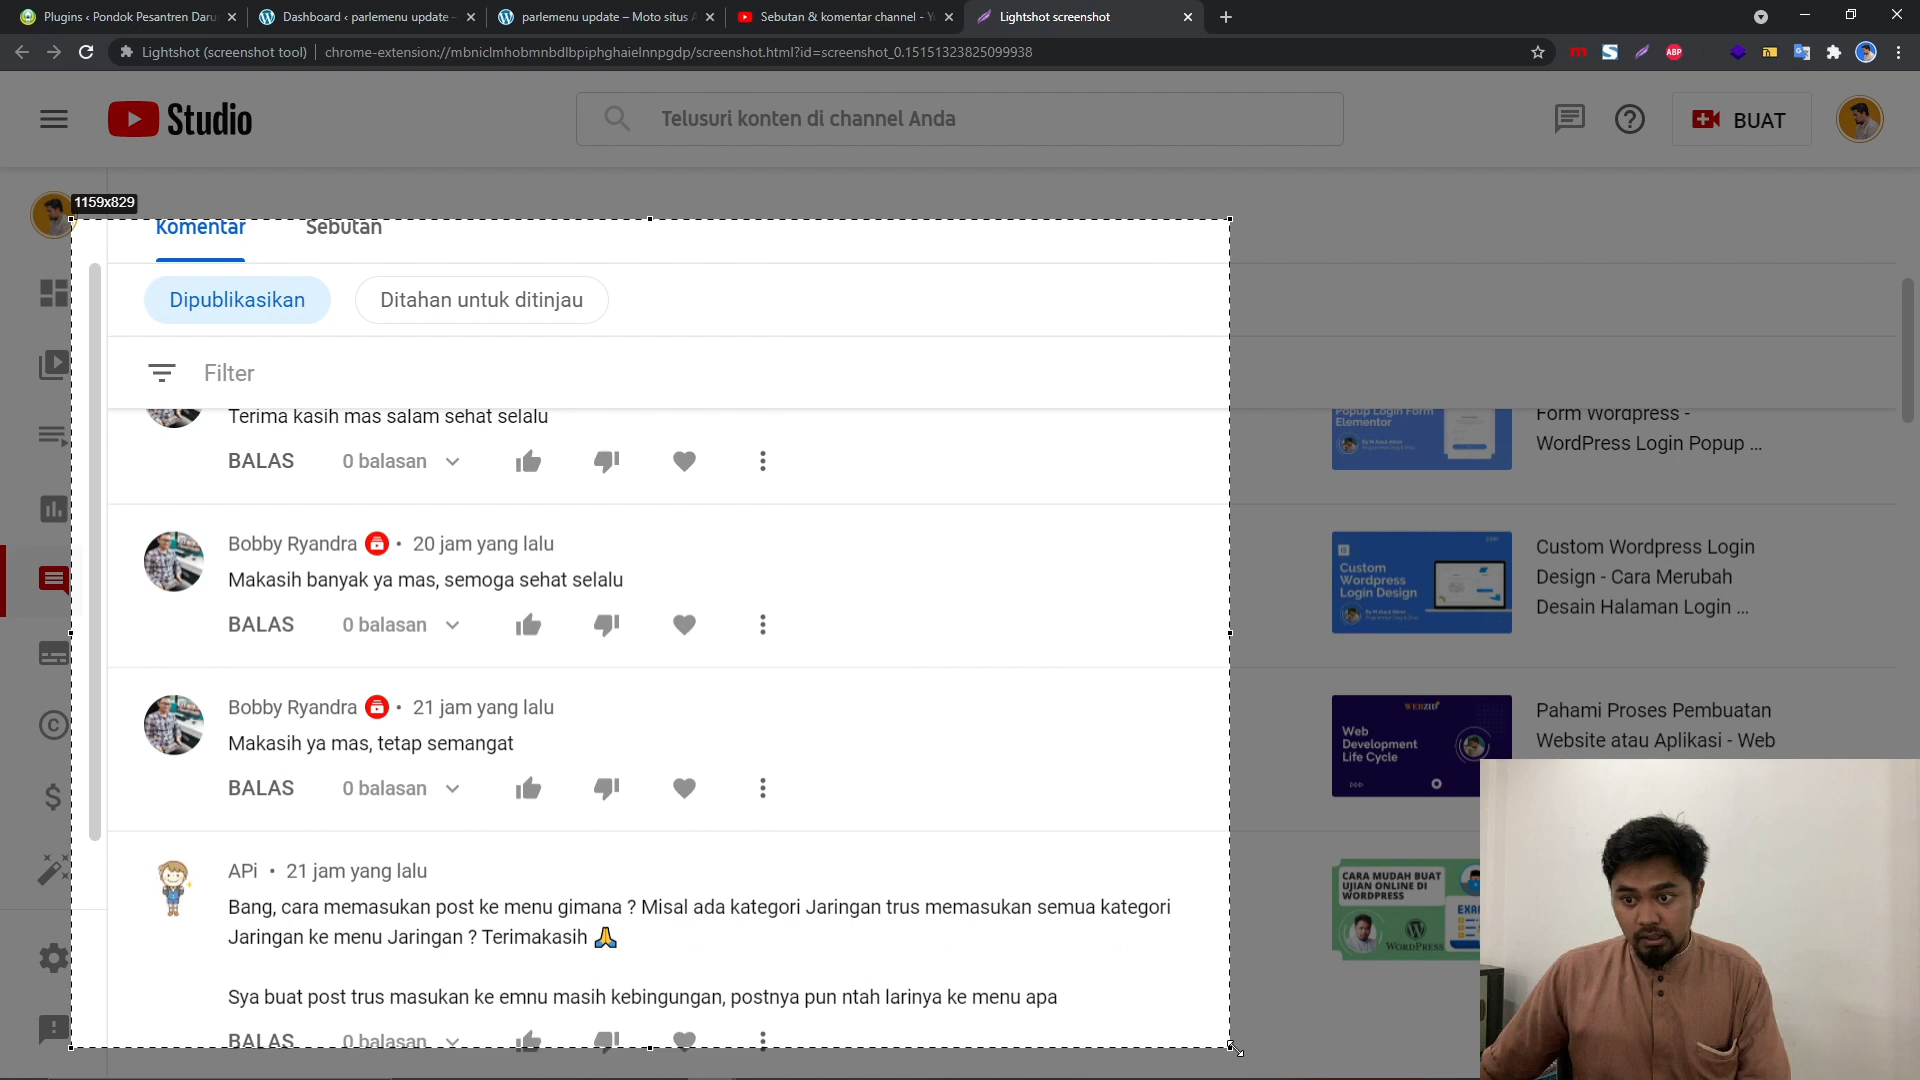 Plugins ‹ Pondok Pesantren Daru
Dashboard ‹ parlemenu update –
parlemenu update – Moto situs
Sebutan & komentar channel - Y
Lightshot screenshot
Lightshot (screenshot tool)
chrome-extension://mbniclmhobmnbdlbpiphghaielnnpgdp/screenshot.html?id=screenshot_0.15151323825099938
ABP
Studio
Telusuri konten di channel Anda
BUAT
1159x829
Komentar
Sebutan
Dipublikasikan
Ditahan untuk ditinjau
Filter
Terima kasih mas salam sehat selalu
BALAS
0 balasan
Popup Login Form
Elementor
Form Wordpress -
WordPress Login Popup ...
Bobby Ryandra • 20 jam yang lalu
Makasih banyak ya mas, semoga sehat selalu
BALAS
0 balasan
Custom
Wordpress
Login Design
Custom Wordpress Login
Design - Cara Merubah
Desain Halaman Login ...
Bobby Ryandra • 21 jam yang lalu
Makasih ya mas, tetap semangat
BALAS
0 balasan
WEBZID
Web
Development
Life Cycle
Pahami Proses Pembuatan
Website atau Aplikasi - Web
APi • 21 jam yang lalu
Bang, cara memasukan post ke menu gimana ? Misal ada kategori Jaringan trus memasukan semua kategori
Jaringan ke menu Jaringan ? Terimakasih 🙏
Sya buat post trus masukan ke emnu masih kebingungan, postnya pun ntah larinya ke menu apa
BALAS
0 balasan
CARA MUDAH BUAT
UJIAN ONLINE DI
WORDPRESS
WORDPRESS
EXA